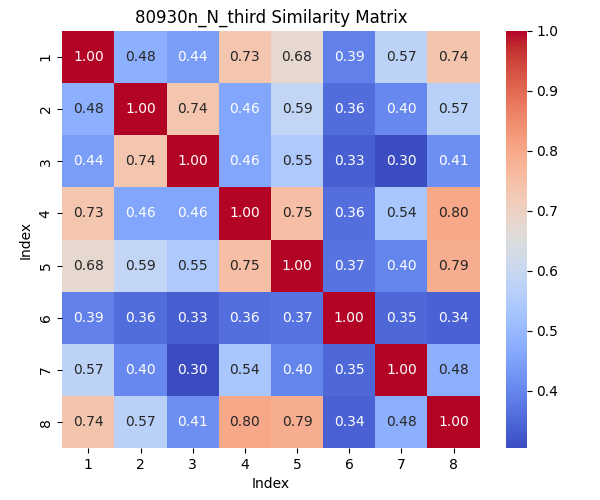 80930n_N_third Similarity Matrix
1 1.00 0.48 0.44 0.73 0.68 0.39 0.57 0.74
2 0.48 1.00 0.74 0.46 0.59 0.36 0.40 0.57
3 0.44 0.74 1.00 0.46 0.55 0.33 0.30 0.41
4 0.73 0.46 0.46 1.00 0.75 0.36 0.54 0.80
5 0.68 0.59 0.55 0.75 1.00 0.37 0.40 0.79
6 0.39 0.36 0.33 0.36 0.37 1.00 0.35 0.34
7 0.57 0.40 0.30 0.54 0.40 0.35 1.00 0.48
8 0.74 0.57 0.41 0.80 0.79 0.34 0.48 1.00
1 2 3 4 5 6 7 8
Index
Index
1.0
0.9
0.8
0.7
0.6
0.5
0.4